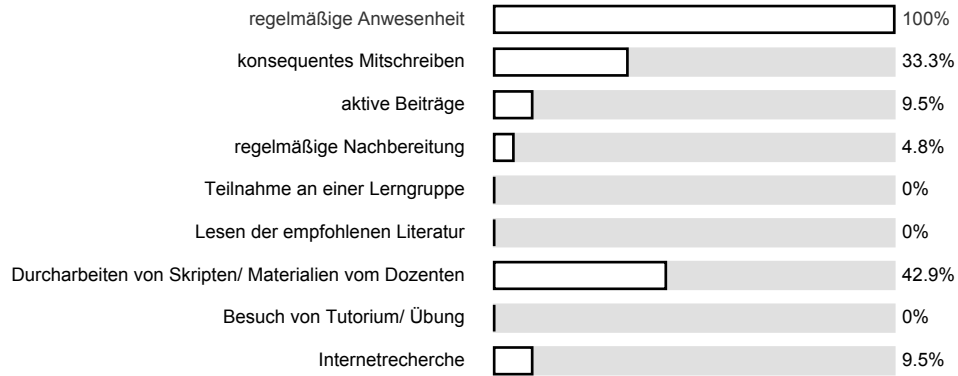 regelmäßige Anwesenheit 100%
konsequentes Mitschreiben 33.3%
aktive Beiträge 9.5%
regelmäßige Nachbereitung 4.8%
Teilnahme an einer Lerngruppe 0%
Lesen der empfohlenen Literatur 0%
Durcharbeiten von Skripten/ Materialien vom Dozenten 42.9%
Besuch von Tutorium/ Übung 0%
Internetrecherche 9.5%